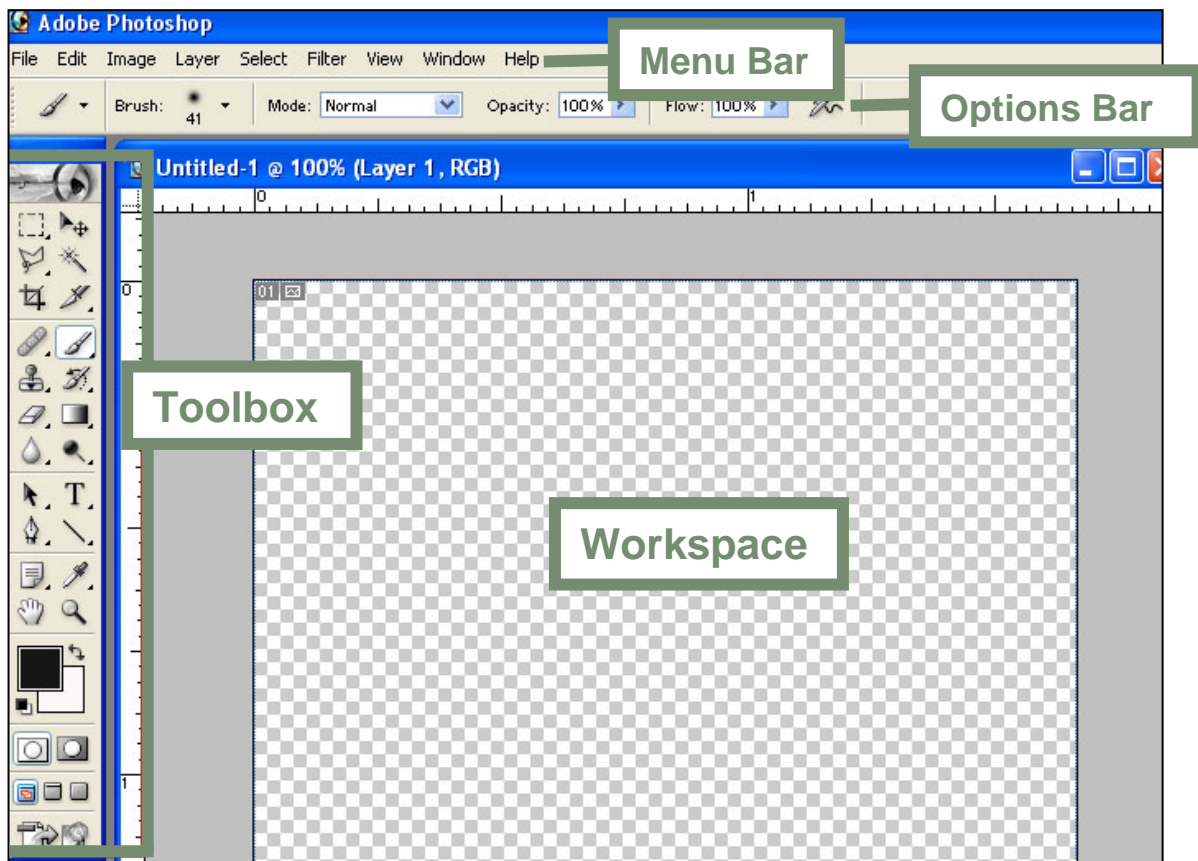 Adobe Photoshop
File Edit Image Layer Select Filter View Window Help
Menu Bar
Brush: 41 Mode: Normal Opacity: 100% Flow: 100%
Options Bar
Untitled-1 @ 100% (Layer 1, RGB)
0 1
0
01
Toolbox
T
Workspace
1